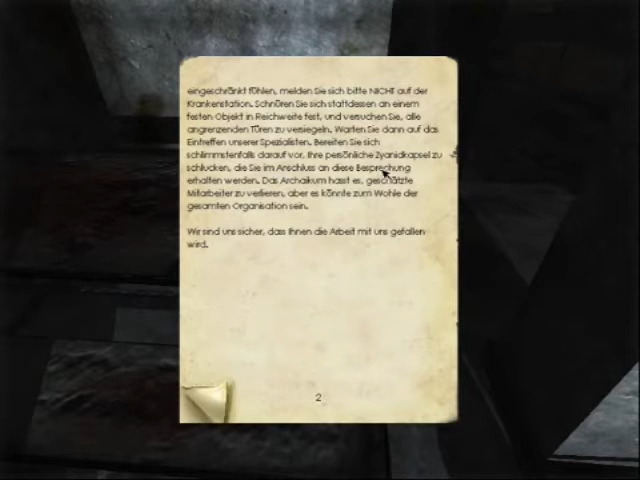 eingeschränkt fühlen, melden Sie sich bitte NICHT auf der
Krankenstation. Schnüren Sie sich stattdessen an einem
festen Objekt in Reichweite fest, und versuchen Sie, alle
angrenzenden Türen zu versiegeln. Warten Sie dann auf das
Eintreffen unserer Spezialisten. Bereiten Sie sich
schlimmstenfalls darauf vor, Ihre persönliche Zyanidkapsel zu
schlucken, die Sie im Anschluss an diese Besprechung
erhalten werden. Das Archaikum hasst es, geschätzte
Mitarbeiter zu verlieren, aber es könnte zum Wohle der
gesamten Organisation sein.
Wir sind uns sicher, dass Ihnen die Arbeit mit uns gefallen
wird.
2